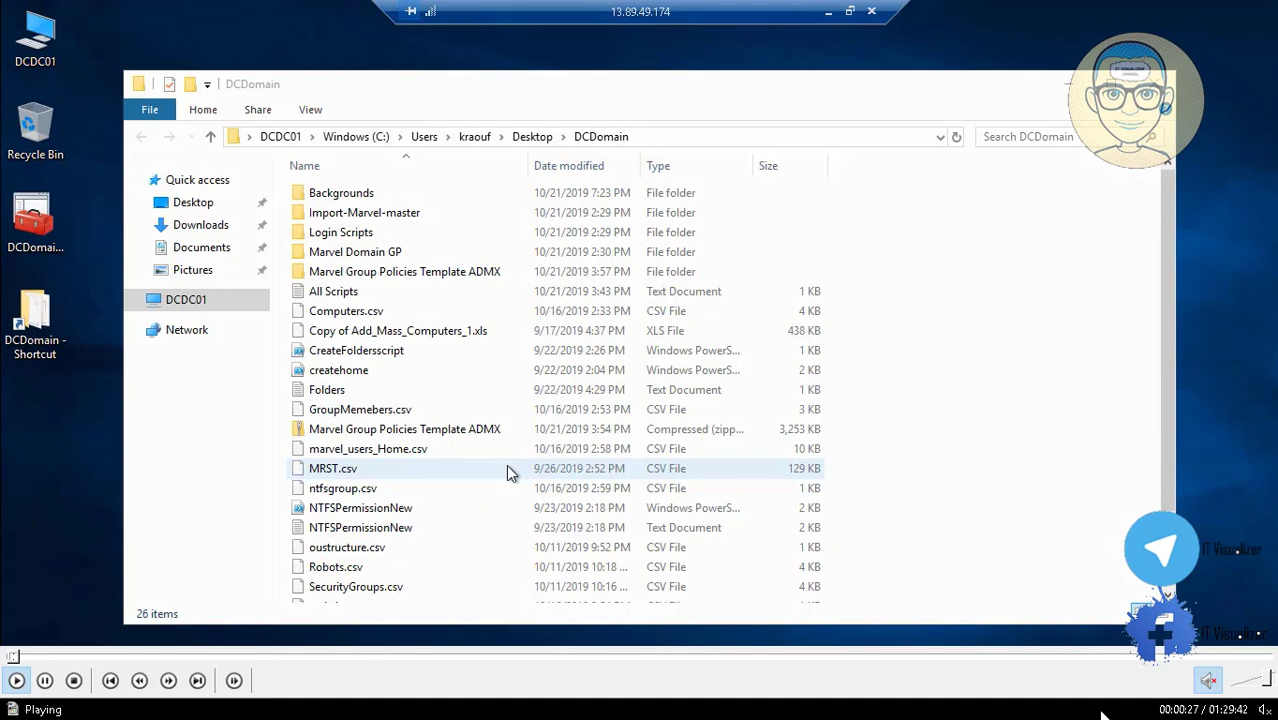 13.89.49.174
DCDC01
Recycle Bin
DCDomai...
DCDomain -
Shortcut
DCDomain
IT VISUALIZER
CHANNEL
File Home Share View
DCDC01 Windows (C:) Users kraouf Desktop DCDomain
Search DCDomain
Name Date modified Type Size
Quick access
Desktop
Downloads
Documents
Pictures
DCDC01
Network
Backgrounds 10/21/2019 7:23 PM File folder
Import-Marvel-master 10/21/2019 2:29 PM File folder
Login Scripts 10/21/2019 2:29 PM File folder
Marvel Domain GP 10/21/2019 2:30 PM File folder
Marvel Group Policies Template ADMX 10/21/2019 3:57 PM File folder
All Scripts 10/21/2019 3:43 PM Text Document 1 KB
Computers.csv 10/16/2019 2:33 PM CSV File 4 KB
Copy of Add_Mass_Computers_1.xls 9/17/2019 4:37 PM XLS File 438 KB
CreateFoldersscript 9/22/2019 2:26 PM Windows PowerS... 1 KB
createhome 9/22/2019 2:04 PM Windows PowerS... 2 KB
Folders 9/22/2019 4:29 PM Text Document 1 KB
GroupMemebers.csv 10/16/2019 2:53 PM CSV File 3 KB
Marvel Group Policies Template ADMX 10/21/2019 3:54 PM Compressed (zipp... 3,253 KB
marvel_users_Home.csv 10/16/2019 2:58 PM CSV File 10 KB
MRST.csv 9/26/2019 2:52 PM CSV File 129 KB
ntfsgroup.csv 10/16/2019 2:59 PM CSV File 1 KB
NTFSPermissionNew 9/23/2019 2:18 PM Windows PowerS... 2 KB
NTFSPermissionNew 9/23/2019 2:18 PM Text Document 2 KB
oustructure.csv 10/11/2019 9:52 PM CSV File 1 KB
Robots.csv 10/11/2019 10:18 ... CSV File 4 KB
SecurityGroups.csv 10/11/2019 10:16 ... CSV File 4 KB
26 items
IT Visualizer
IT Visualizer
Playing
00:00:27 / 01:29:42